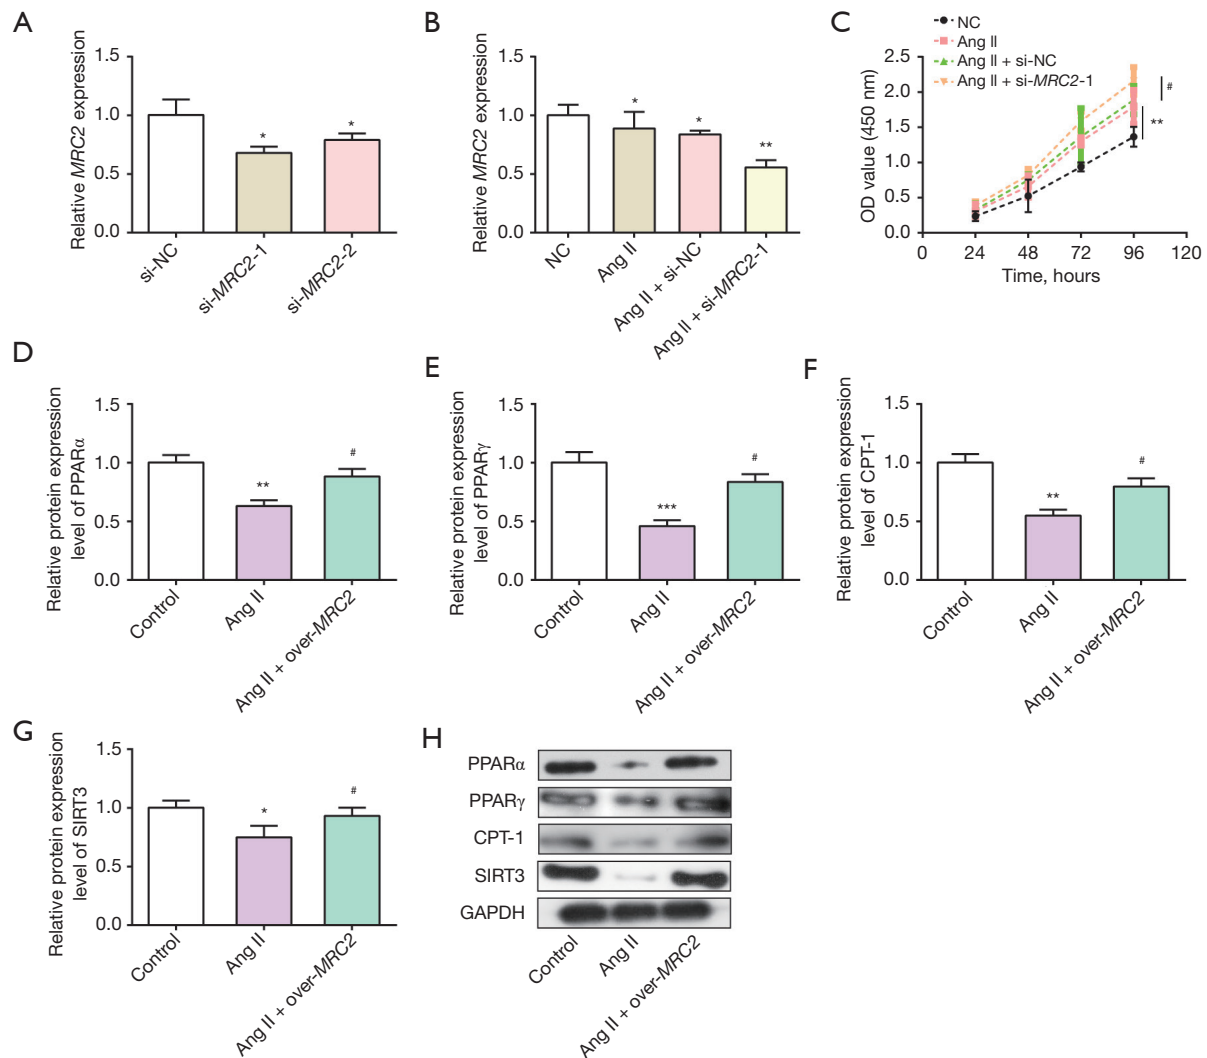 A
Relative MRC2 expression
1.5
1.0
0.5
0.0
*
*
si-NC
si-MRC2-1
si-MRC2-2
B
Relative MRC2 expression
1.5
1.0
0.5
0.0
*
*
**
NC
Ang II
Ang II + si-NC
Ang II + si-MRC2-1
C
NC
Ang II
Ang II + si-NC
Ang II + si-MRC2-1
OD value (450 nm)
2.5
2.0
1.5
1.0
0.5
0.0
#
**
0
24
48
72
96
120
Time, hours
D
Relative protein expression
level of PPARα
1.5
1.0
0.5
0.0
**
#
Control
Ang II
Ang II + over-MRC2
E
Relative protein expression
level of PPARγ
1.5
1.0
0.5
0.0
***
#
Control
Ang II
Ang II + over-MRC2
F
Relative protein expression
level of CPT-1
1.5
1.0
0.5
0.0
**
#
Control
Ang II
Ang II + over-MRC2
G
Relative protein expression
level of SIRT3
1.5
1.0
0.5
0.0
*
#
Control
Ang II
Ang II + over-MRC2
H
PPARα
PPARγ
CPT-1
SIRT3
GAPDH
Control
Ang II
Ang II + over-MRC2